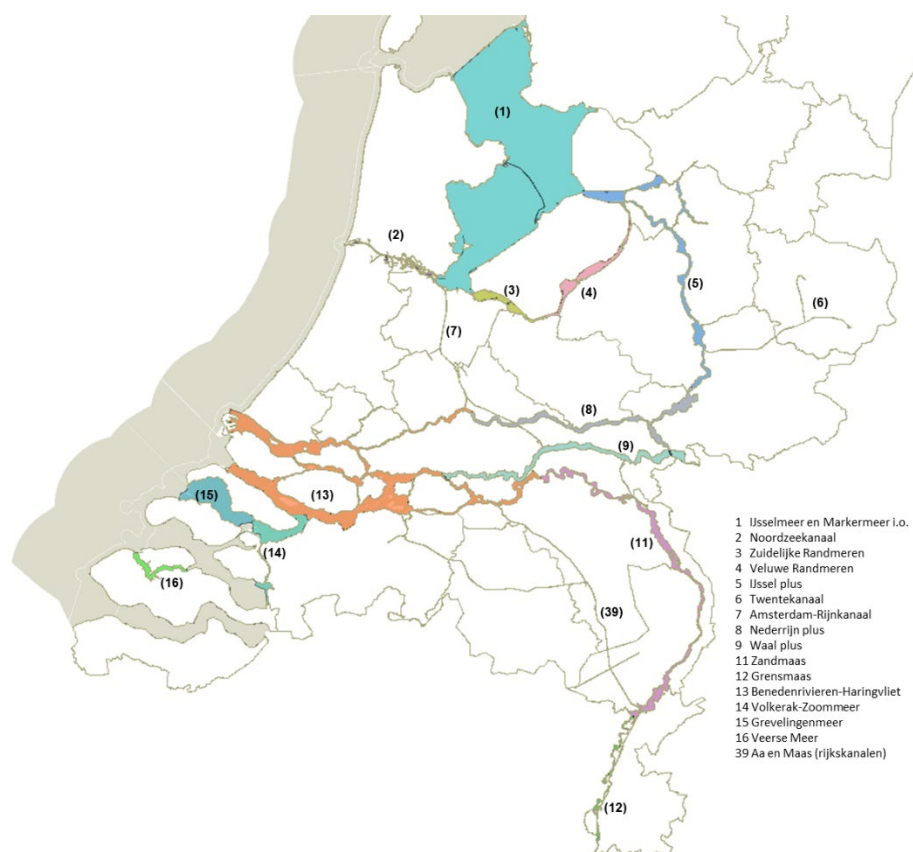 (1)
(2)
(3)
(4)
(5)
(6)
(7)
(8)
(9)
(15)
(13)
(14)
(11)
(16)
(39)
(12)
1 IJsselmeer en Markermeer i.o.
2 Noordzeekanaal
3 Zuidelijke Randmeren
4 Veluwe Randmeren
5 IJssel plus
6 Twentekanaal
7 Amsterdam-Rijnkanaal
8 Nederrijn plus
9 Waal plus
11 Zandmaas
12 Grensmaas
13 Benedenrivieren-Haringvliet
14 Volkerak-Zoommeer
15 Grevelingenmeer
16 Veerse Meer
39 Aa en Maas (rijkskanalen)